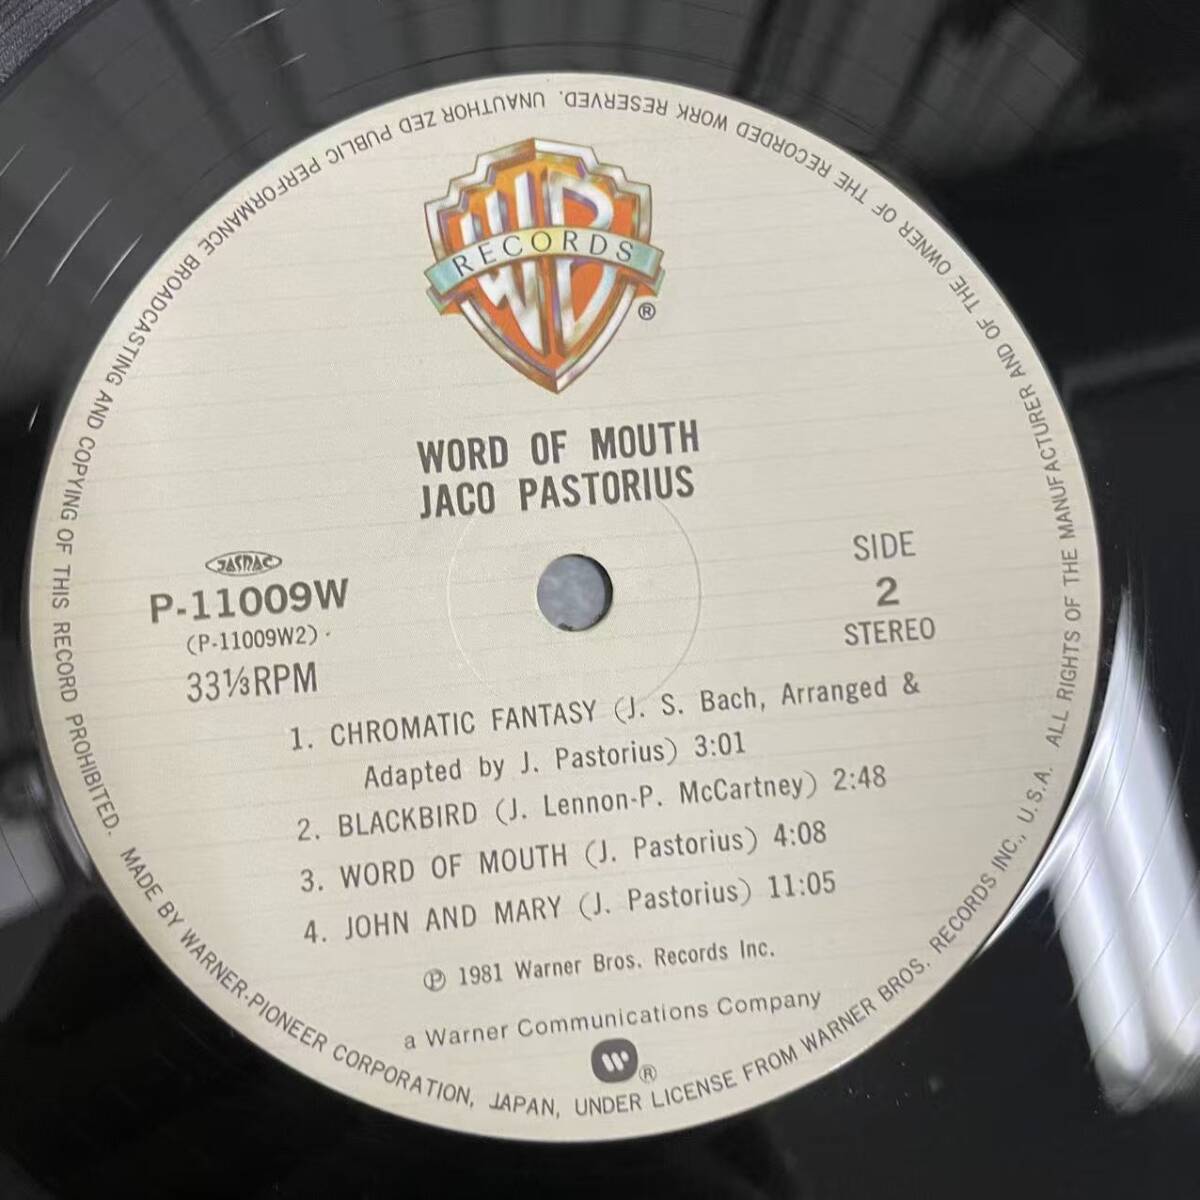 WB
RECORDS
®
WORD OF MOUTH
JACO PASTORIUS
JASRAC
P-11009W
(P-11009W2)·
33⅓RPM
SIDE
2
STEREO
1. CHROMATIC FANTASY (J. S. Bach, Arranged &
Adapted by J. Pastorius) 3:01
2. BLACKBIRD (J. Lennon-P. McCartney) 2:48
3. WORD OF MOUTH (J. Pastorius) 4:08
4. JOHN AND MARY (J. Pastorius) 11:05
℗ 1981 Warner Bros. Records Inc.
a Warner Communications Company
W ®
MADE BY WARNER-PIONEER CORPORATION, JAPAN, UNDER LICENSE FROM WARNER BROS. RECORDS INC., U.S.A. ALL RIGHTS OF THE MANUFACTURER AND OF THE OWNER OF THE RECORDED WORK RESERVED. UNAUTHOR ZED PUBLIC PERFORMANCE BROADCASTING AND COPYING OF THIS RECORD PROHIBITED.